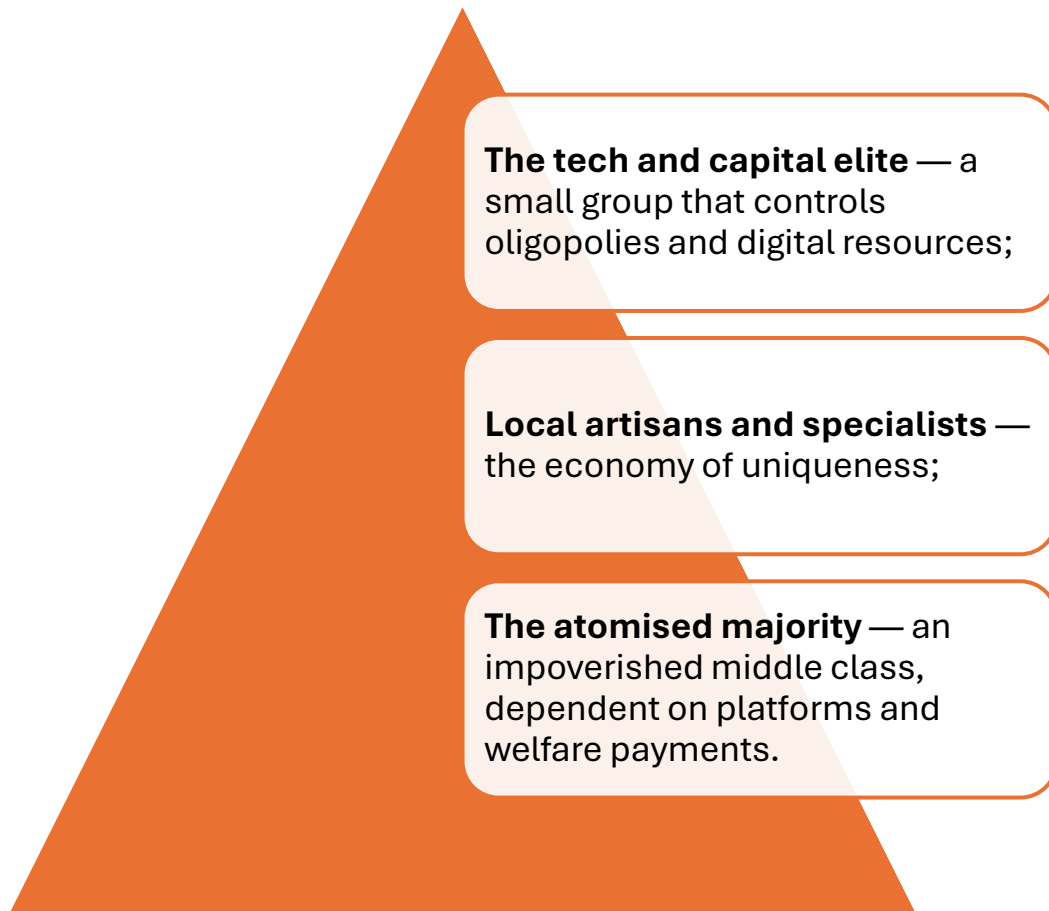 The tech and capital elite — a
small group that controls
oligopolies and digital resources;
Local artisans and specialists —
the economy of uniqueness;
The atomised majority — an
impoverished middle class,
dependent on platforms and
welfare payments.